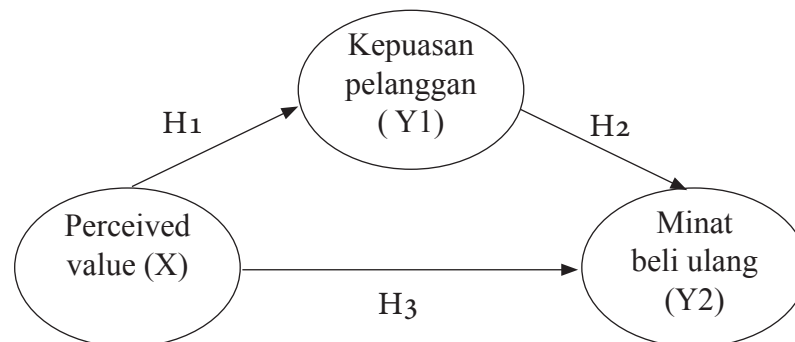 Kepuasan
pelanggan
( Y1)
H1
H2
Perceived
value (X)
Minat
beli ulang
(Y2)
H3